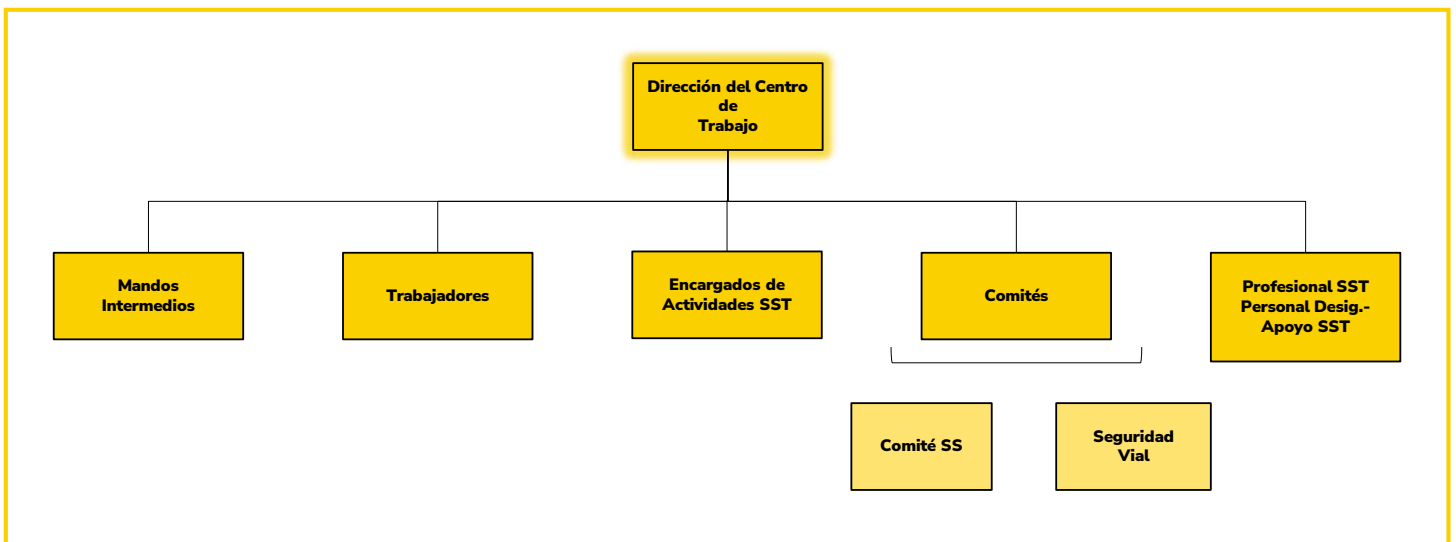 Dirección del Centro
de
Trabajo
Mandos
Intermedios
Trabajadores
Encargados de
Actividades SST
Comités
Profesional SST
Personal Desig.-
Apoyo SST
Comité SS
Seguridad
Vial